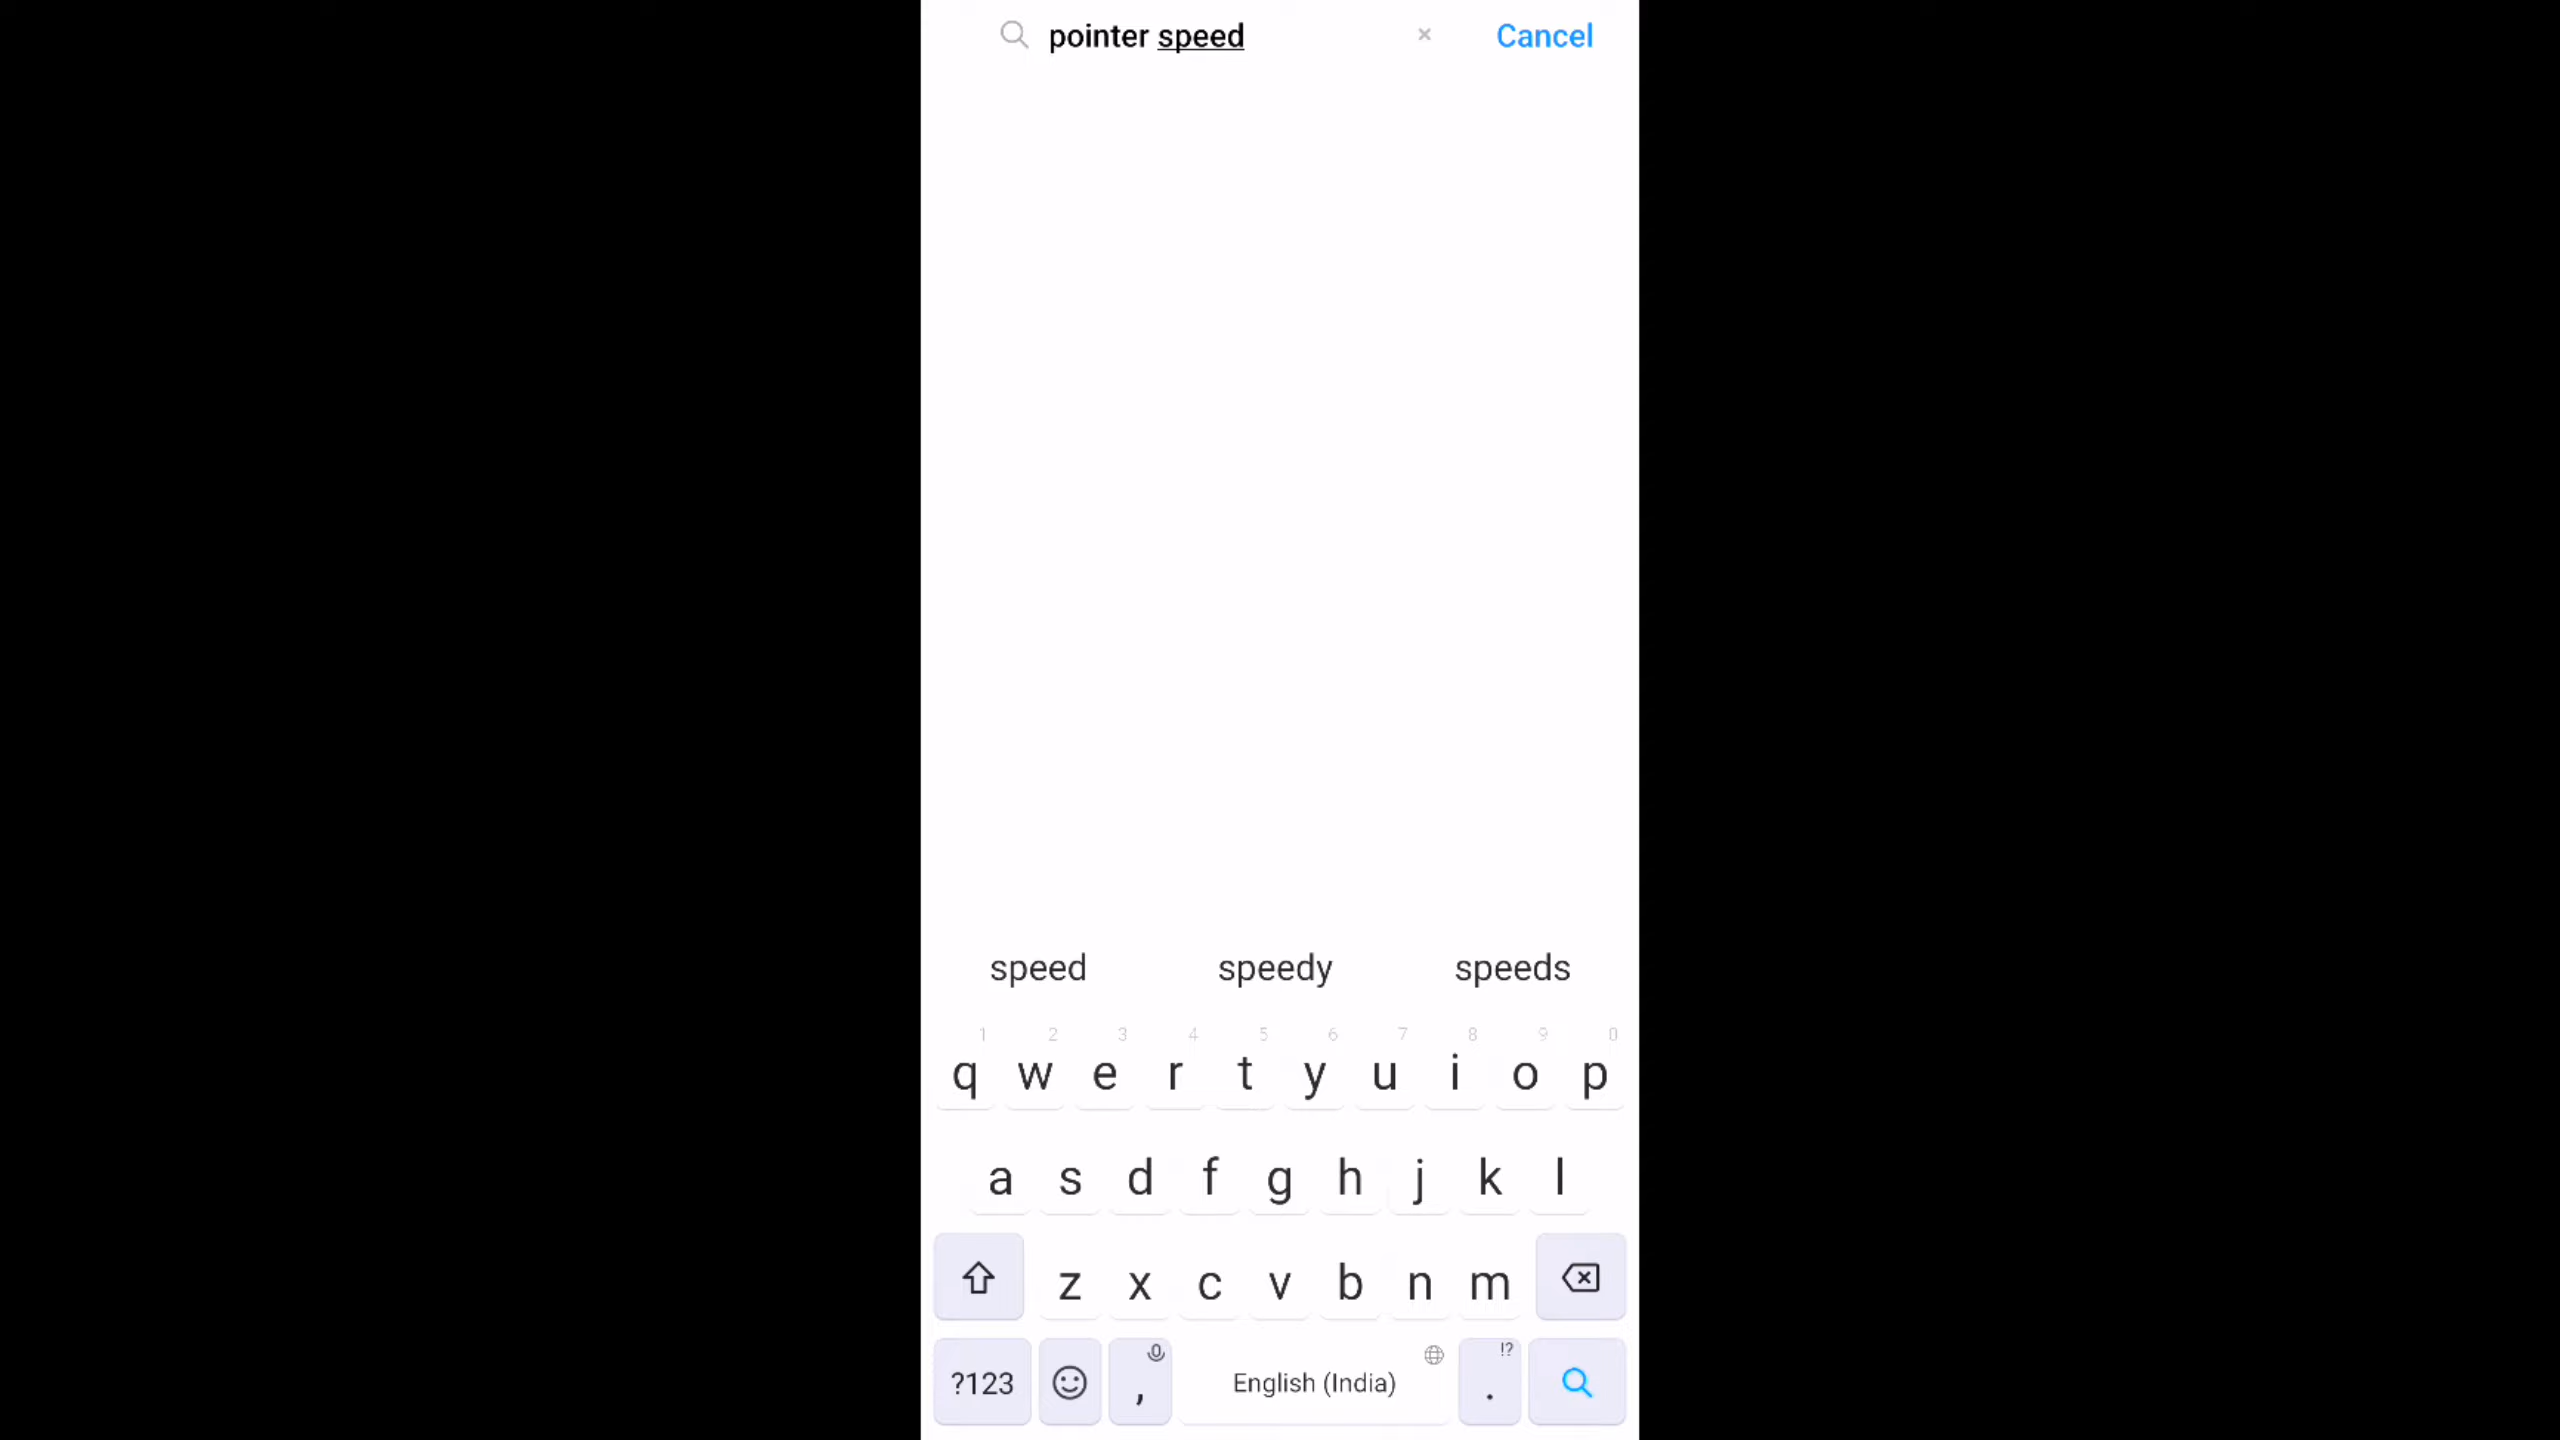 pointer speed × Cancel
speed speedy speeds
1 2 3 4 5 6 7 8 9 0
q w e r t y u i o p
a s d f g h j k l
z x c v b n m
!?
?123 , English (India) .